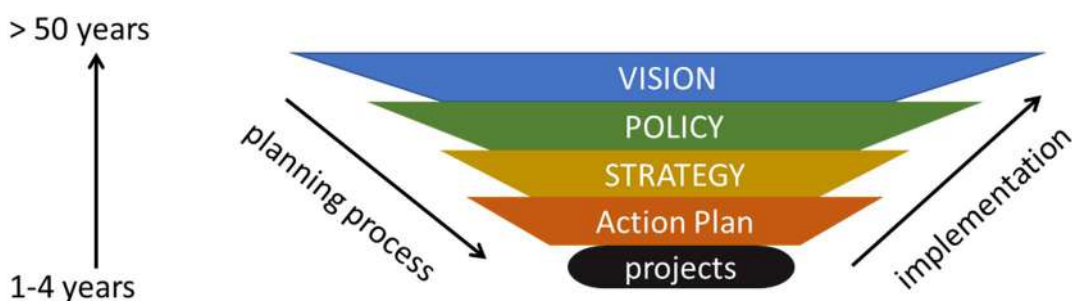 > 50 years
VISION
POLICY
STRATEGY
Action Plan
projects
planning process
implementation
1-4 years